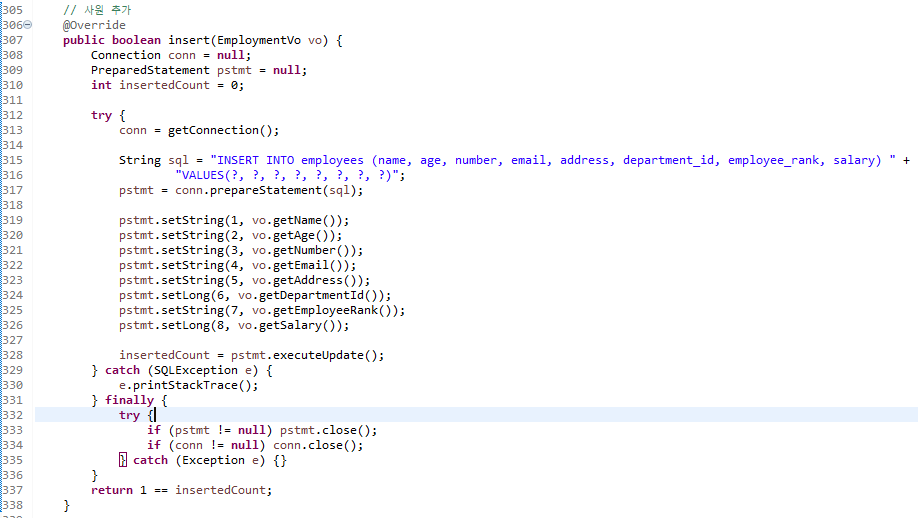 305 // 사원 추가
306 @Override
307 public boolean insert(EmploymentVo vo) {
308 Connection conn = null;
309 PreparedStatement pstmt = null;
310 int insertedCount = 0;
311
312 try {
313 conn = getConnection();
314
315 String sql = "INSERT INTO employees (name, age, number, email, address, department_id, employee_rank, salary) " +
316 "VALUES(?, ?, ?, ?, ?, ?, ?, ?)";
317 pstmt = conn.prepareStatement(sql);
318
319 pstmt.setString(1, vo.getName());
320 pstmt.setString(2, vo.getAge());
321 pstmt.setString(3, vo.getNumber());
322 pstmt.setString(4, vo.getEmail());
323 pstmt.setString(5, vo.getAddress());
324 pstmt.setLong(6, vo.getDepartmentId());
325 pstmt.setString(7, vo.getEmployeeRank());
326 pstmt.setLong(8, vo.getSalary());
327
328 insertedCount = pstmt.executeUpdate();
329 } catch (SQLException e) {
330 e.printStackTrace();
331 } finally {
332 try {
333 if (pstmt != null) pstmt.close();
334 if (conn != null) conn.close();
335 } catch (Exception e) {}
336 }
337 return 1 == insertedCount;
338 }